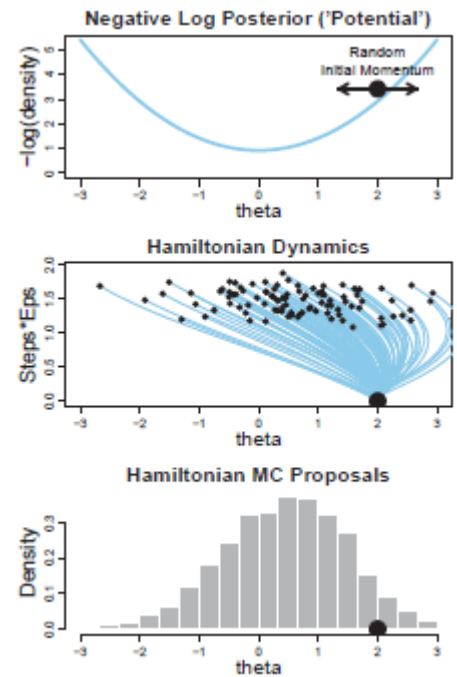 Negative Log Posterior ('Potential')
−log(density)
5
4
3
2
1
0
Random
Initial Momentum
−3 −2 −1 0 1 2 3
theta
Hamiltonian Dynamics
Steps*Eps
2.0
1.5
1.0
0.5
0.0
−3 −2 −1 0 1 2 3
theta
Hamiltonian MC Proposals
Density
0.3
0.2
0.1
0.0
−3 −2 −1 0 1 2 3
theta